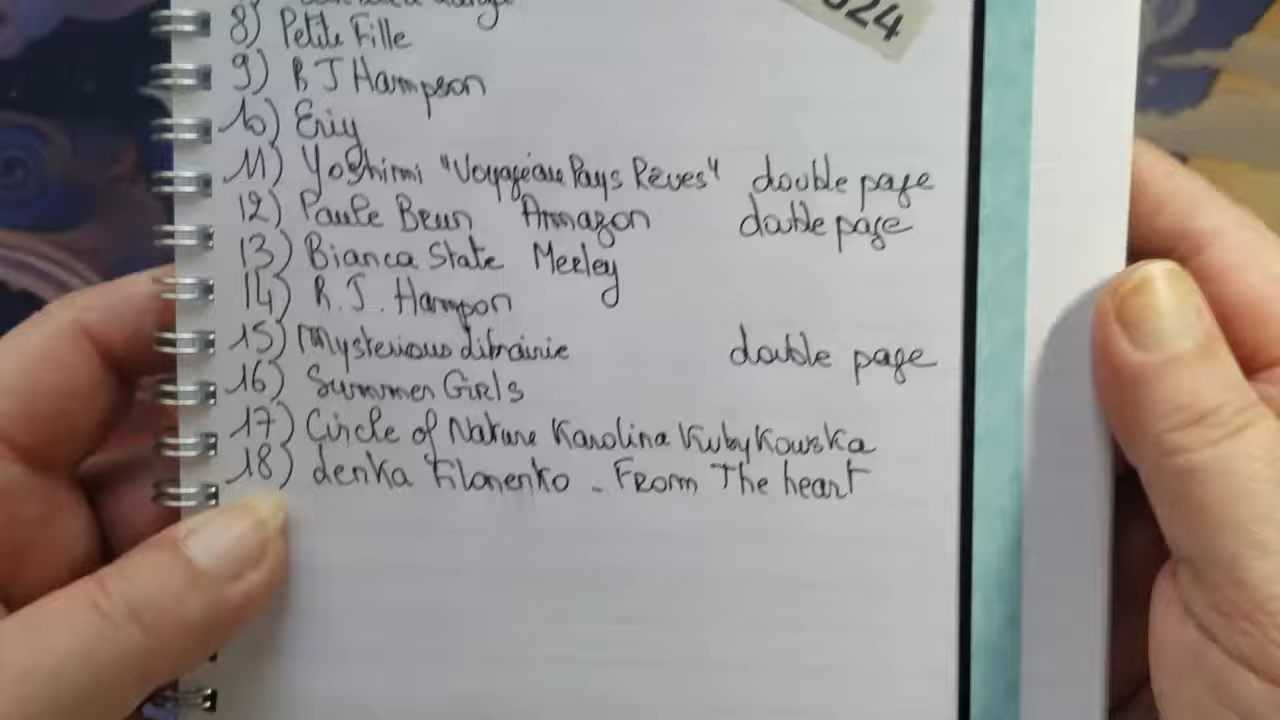 024
8) Petite Fille
9) R J Hampson
10) Eriy
11) Yoshimi "Voyage au Pays Rêves" double page
12) Paule Beun Amazon double page
13) Bianca State Merley
14) R.J. Hampon
15) Mysterious librairie double page
16) Summer Girls
17) Circle of Nature Karolina Kubykowska
18) Lenka Filonenko - From The heart